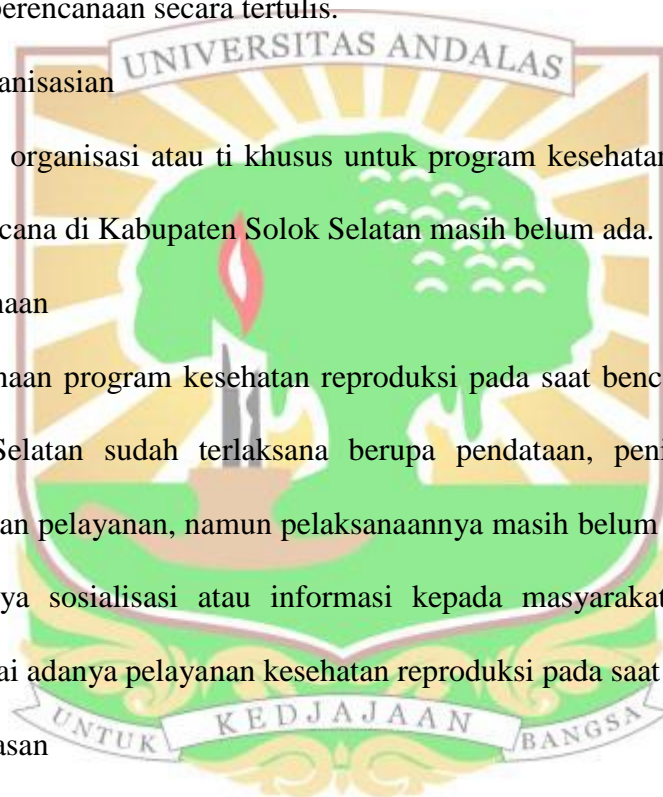 perencanaan secara tertulis.
UNIVERSITAS ANDALAS
anisasian
organisasi atau ti khusus untuk program kesehatan
cana di Kabupaten Solok Selatan masih belum ada.
naan
naan program kesehatan reproduksi pada saat benc
Selatan sudah terlaksana berupa pendataan, peni
an pelayanan, namun pelaksanaannya masih belum
ya sosialisasi atau informasi kepada masyarakat
ai adanya pelayanan kesehatan reproduksi pada saat
UNTUK KEDJAJAAN BANGSA
asan